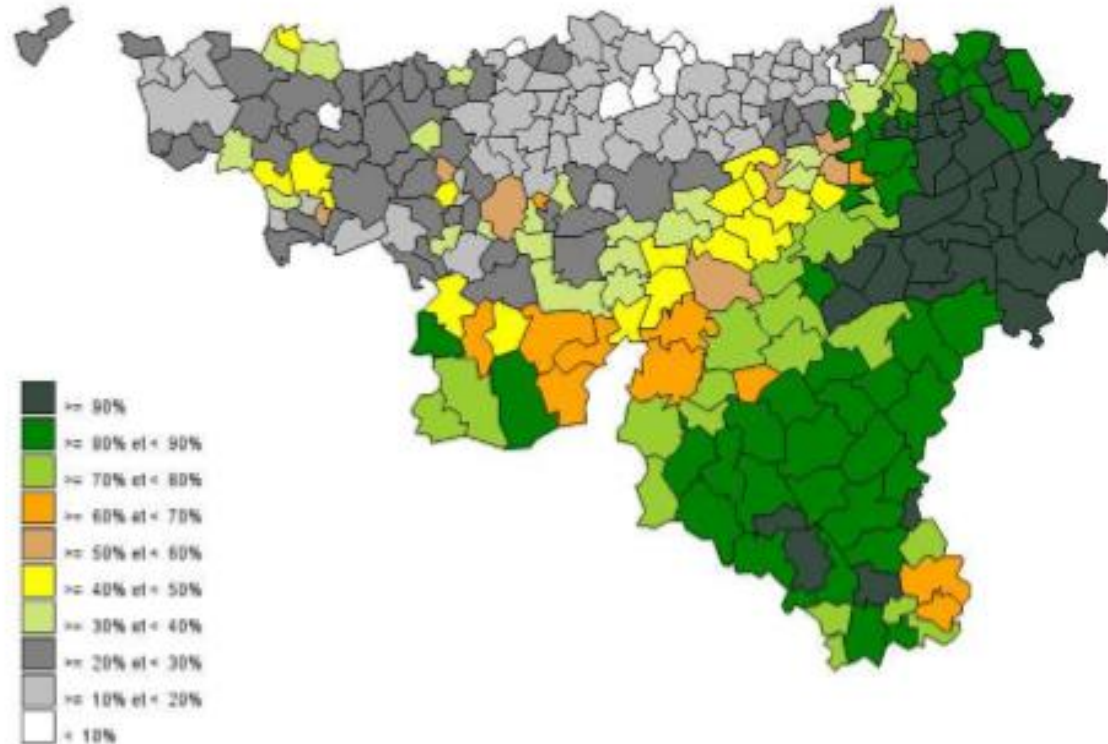 >= 90%
>= 80% et < 90%
>= 70% et < 80%
>= 60% et < 70%
>= 50% et < 60%
>= 40% et < 50%
>= 30% et < 40%
>= 20% et < 30%
>= 10% et < 20%
< 10%